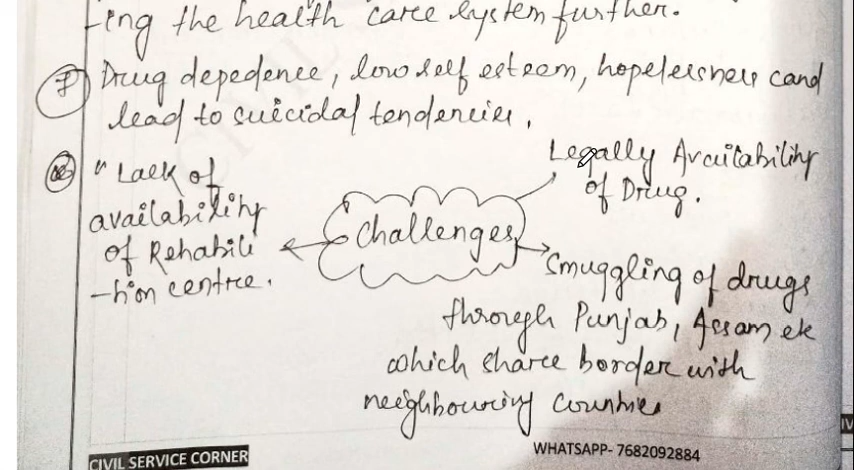 -ing the health care system further.
⑦ Drug depedence, low self esteem, hopelessness cand
lead to suicidal tendencies.
⑧ " Lack of
availability
of Rehabili
-tion centre.
Challenges
Legally Availability
of Drug.
Smuggling of drugs
through Punjab, Assam etc
which share border with
neighbouring countries
CIVIL SERVICE CORNER
WHATSAPP- 7682092884